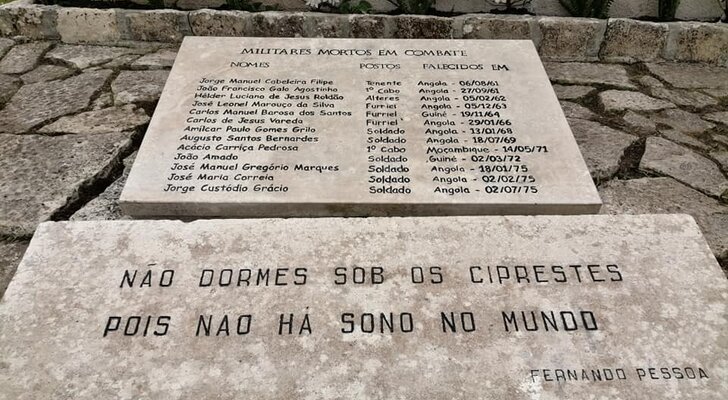 MILITARES MORTOS EM COMBATE
NOMES POSTOS FALECIDOS EM
Jorge Manuel Cabeleira Filipe Tenente Angola - 06/08/61
João Francisco Galo Agostinho 1º Cabo Angola - 27/09/61
Hélder Luciano de Jesus Roldão Alferes Angola - 05/02/62
José Leonel Marouço da Silva Furriel Angola - 05/12/63
Carlos Manuel Barosa dos Santos Furriel Guiné - 19/11/64
Carlos de Jesus Vareda Furriel Angola - 29/01/66
Amílcar Paulo Gomes Grilo Soldado Angola - 13/01/68
Augusto Santos Bernardes Soldado Angola - 18/07/69
Acácio Carriça Pedrosa 1º Cabo Moçambique - 14/05/71
João Amado Soldado Guiné - 02/03/72
José Manuel Gregório Marques Soldado Angola - 18/01/75
José Maria Correia Soldado Angola - 02/02/75
Jorge Custódio Grácio Soldado Angola - 02/07/75
NÃO DORMES SOB OS CIPRESTES
POIS NAO HÁ SONO NO MUNDO
FERNANDO PESSOA